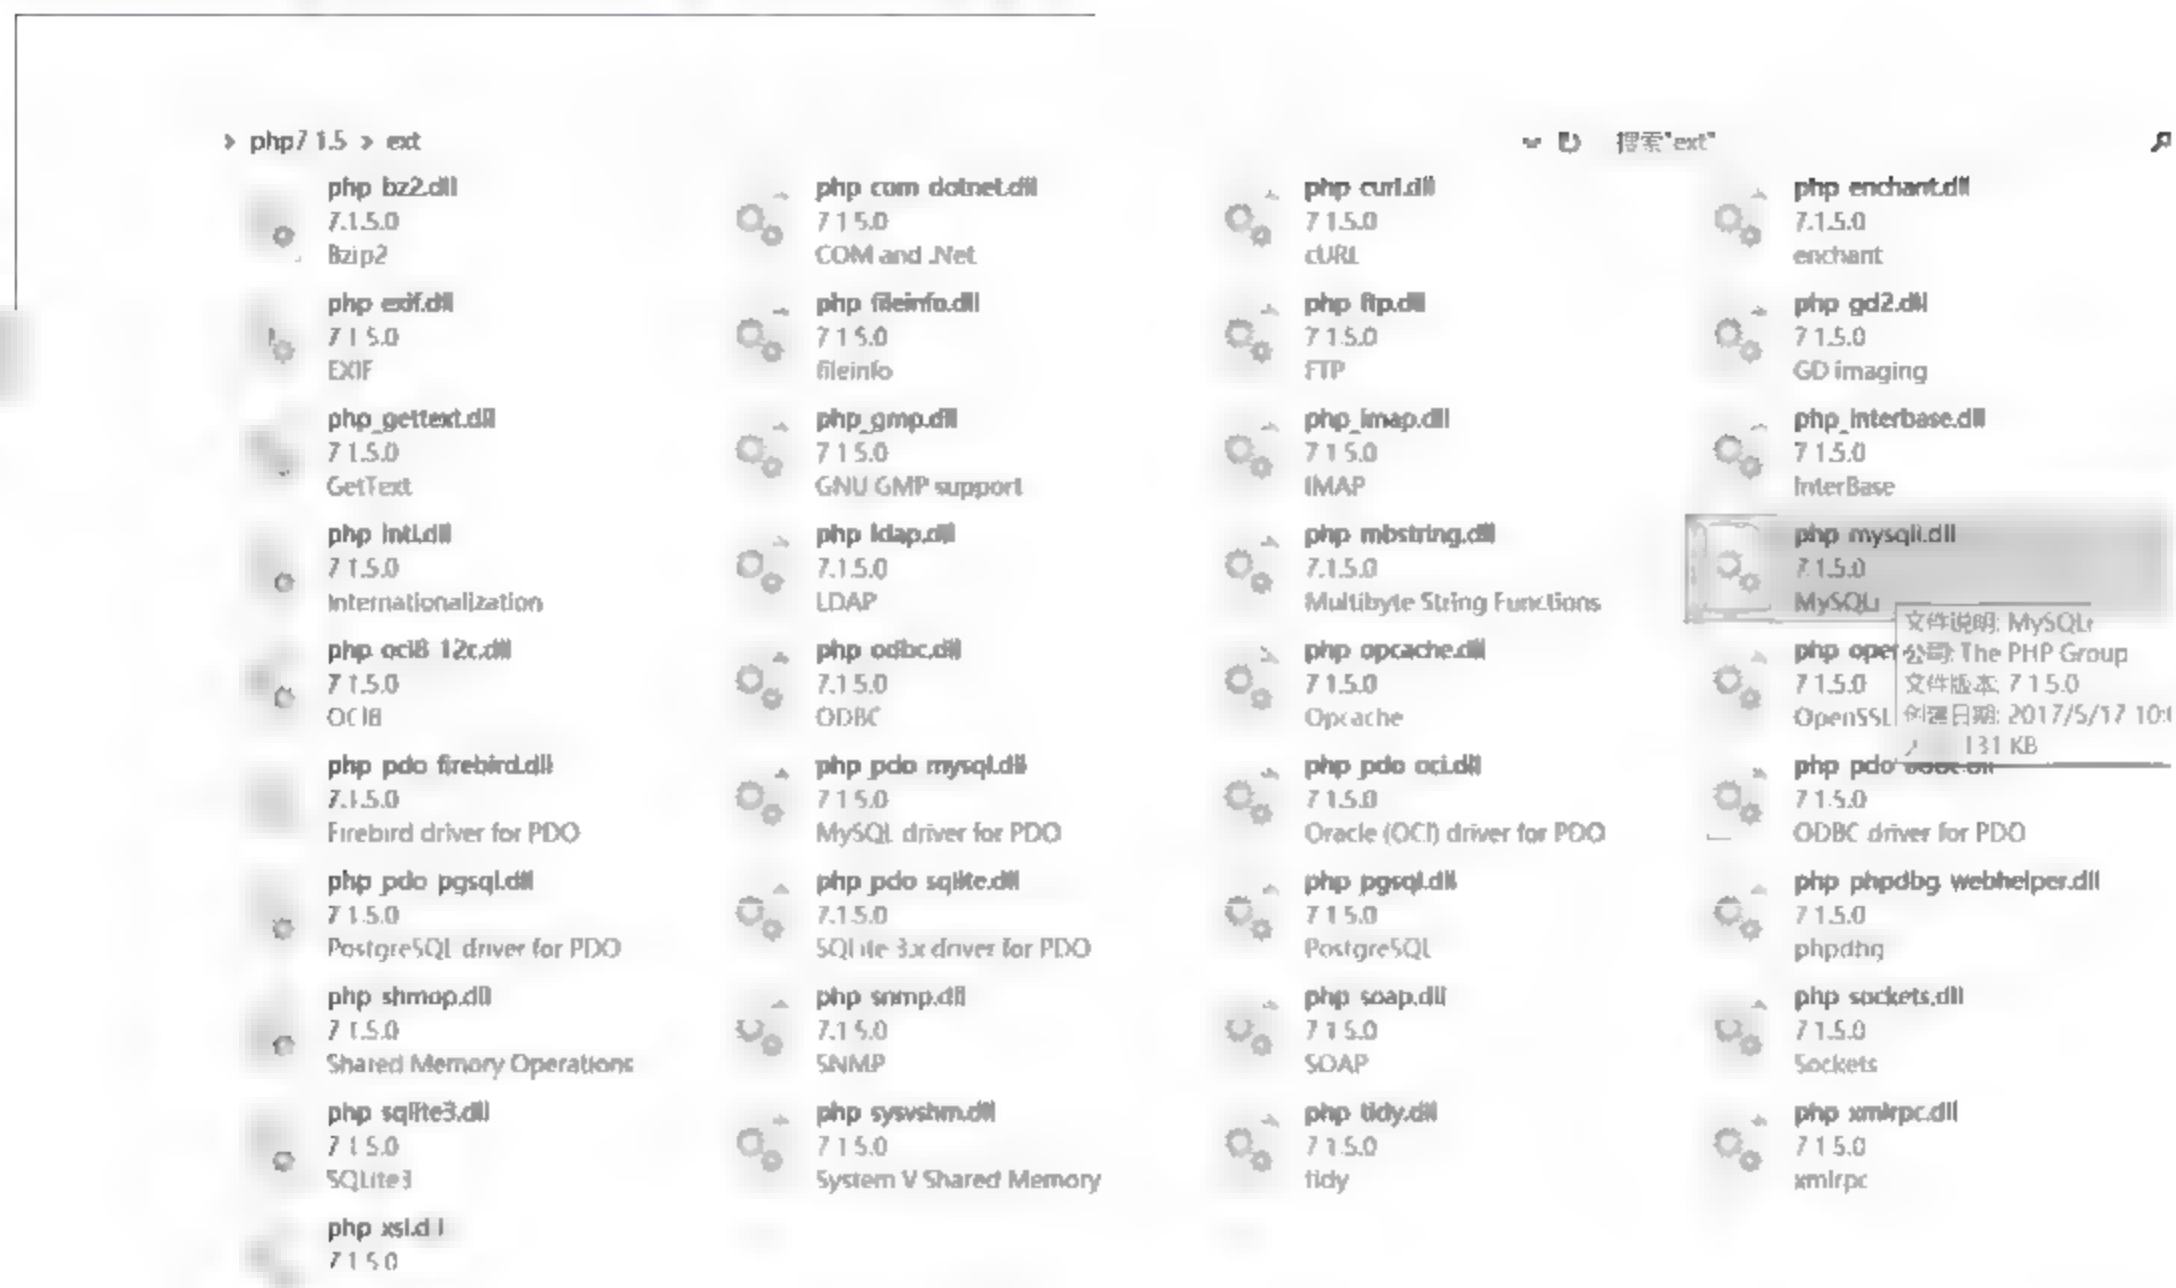 php7 1.5 > ext
搜索"ext"
php bz2.dll
7.1.5.0
Bzip2
php com dotnet.dll
7 1 5.0
COM and .Net
php curl.dll
7 1.5.0
cURL
php enchant.dll
7.1.5.0
enchant
php exif.dll
7 1 5.0
EXIF
php fileinfo.dll
7 1 5.0
fileinfo
php ftp.dll
7 1.5.0
FTP
php gd2.dll
7 1.5.0
GD imaging
php_gettext.dll
7 1.5.0
GetText
php_gmp.dll
7 1 5.0
GNU GMP support
php_imap.dll
7 1 5.0
IMAP
php_interbase.dll
7 1 5.0
InterBase
php intl.dll
7 1.5.0
Internationalization
php ldap.dll
7.1.5.0
LDAP
php mbstring.dll
7.1.5.0
Multibyte String Functions
php mysqli.dll
7.1.5.0
MySQLi
文件说明: MySQLi
公司: The PHP Group
文件版本: 7 1 5.0
创建日期: 2017/5/17 10:
131 KB
php oci8 12c.dll
7 1.5.0
OCI8
php odbc.dll
7.1.5.0
ODBC
php opcache.dll
7 1.5.0
Opcache
php oper
7 1.5.0
OpenSSL
php pdo firebird.dll
7.1.5.0
Firebird driver for PDO
php pdo mysql.dll
7 1 5.0
MySQL driver for PDO
php pdo oci.dll
7 1.5.0
Oracle (OCI) driver for PDO
php pdo
7 1.5.0
ODBC driver for PDO
php pdo pgsql.dll
7 1.5.0
PostgreSQL driver for PDO
php pdo sqlite.dll
7.1.5.0
SQLite 3.x driver for PDO
php pgsql.dll
7 1 5.0
PostgreSQL
php phpdbg webhelper.dll
7 1.5.0
phpdbg
php shmop.dll
7 1.5.0
Shared Memory Operations
php snmp.dll
7.1 5.0
SNMP
php soap.dll
7 1 5.0
SOAP
php sockets.dll
7 1.5.0
Sockets
php sqlite3.dll
7 1 5.0
SQLite3
php sysvshm.dll
7 1 5.0
System V Shared Memory
php tidy.dll
7 1.5.0
tidy
php xmlrpc.dll
7 1 5.0
xmlrpc
php xsl.dll
7 1 5 0